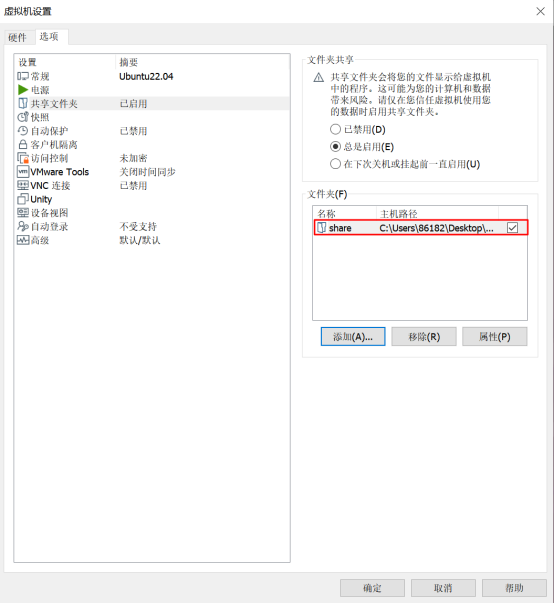 虚拟机设置
硬件 选项
设置 摘要
常规 Ubuntu22.04
电源
共享文件夹 已启用
快照
自动保护 已禁用
客户机隔离
访问控制 未加密
VMware Tools 关闭时间同步
VNC 连接 已禁用
Unity
设备视图
自动登录 不受支持
高级 默认/默认
文件夹共享
共享文件夹会将您的文件显示给虚拟机
中的程序。这可能为您的计算机和数据
带来风险。请仅在您信任虚拟机使用您
的数据时启用共享文件夹。
已禁用(D)
总是启用(E)
在下次关机或挂起前一直启用(U)
文件夹(F)
名称 主机路径
share C:\Users\86182\Desktop\...
添加(A)... 移除(R) 属性(P)
确定 取消 帮助